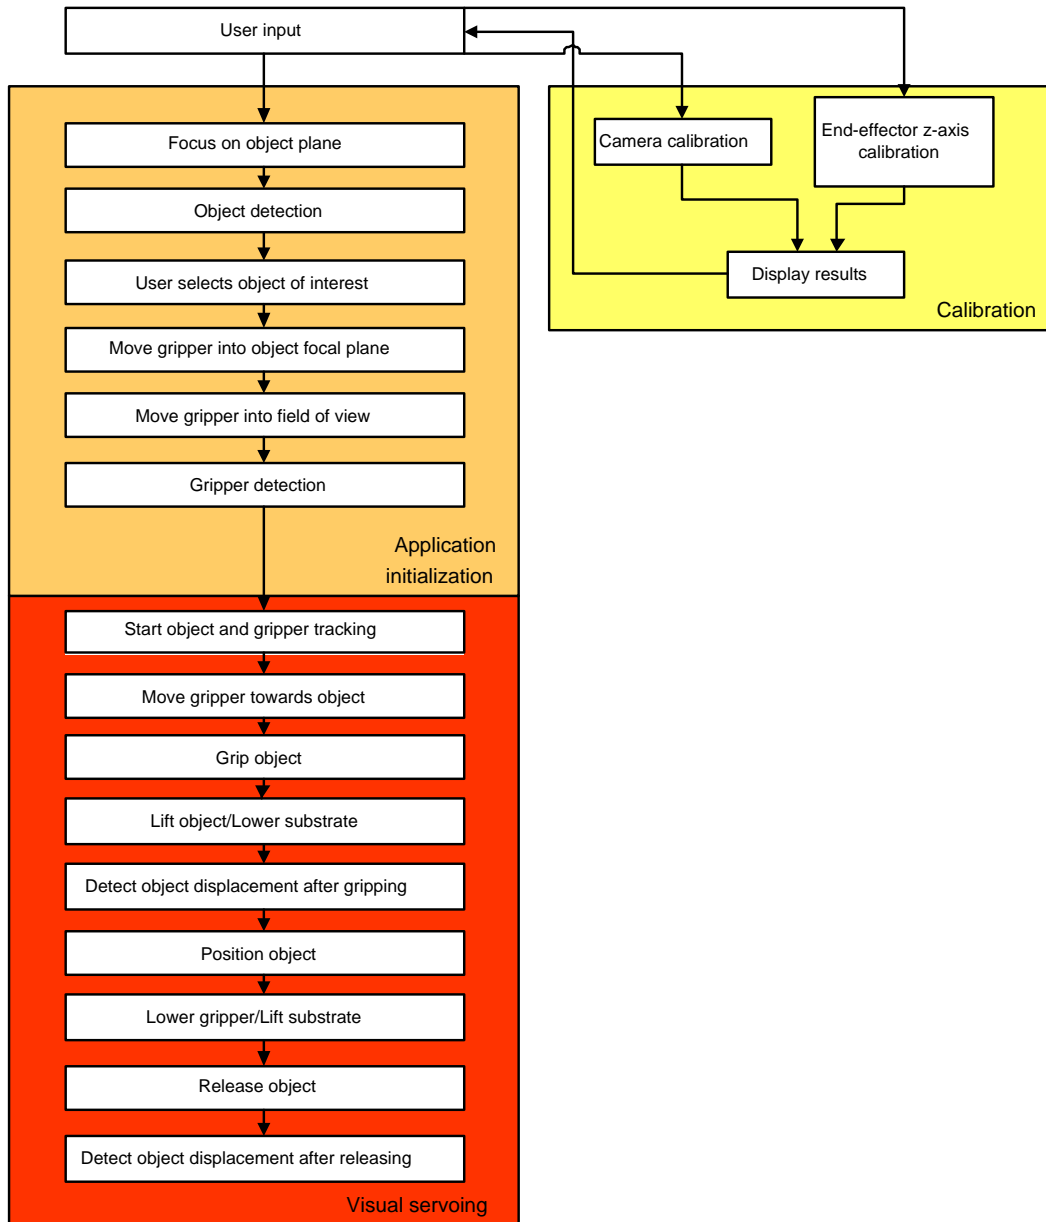 User input
Focus on object plane
Object detection
User selects object of interest
Move gripper into object focal plane
Move gripper into field of view
Gripper detection
Application
initialization
Start object and gripper tracking
Move gripper towards object
Grip object
Lift object/Lower substrate
Detect object displacement after gripping
Position object
Lower gripper/Lift substrate
Release object
Detect object displacement after releasing
Visual servoing
Camera calibration
End-effector z-axis
calibration
Display results
Calibration